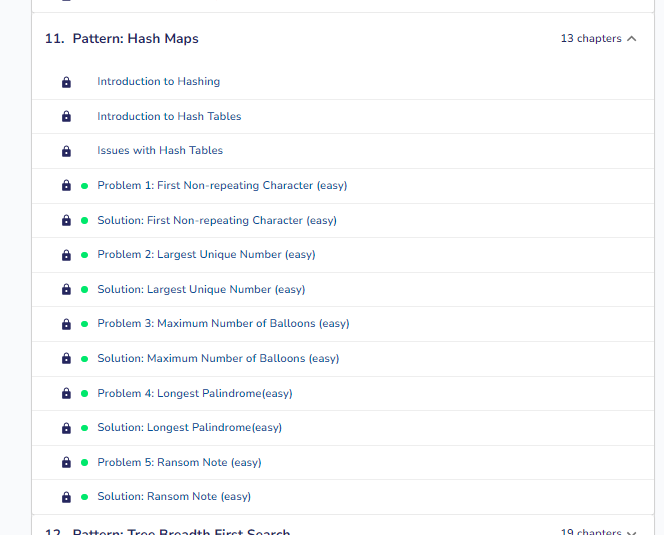 11. Pattern: Hash Maps 13 chapters
Introduction to Hashing
Introduction to Hash Tables
Issues with Hash Tables
Problem 1: First Non-repeating Character (easy)
Solution: First Non-repeating Character (easy)
Problem 2: Largest Unique Number (easy)
Solution: Largest Unique Number (easy)
Problem 3: Maximum Number of Balloons (easy)
Solution: Maximum Number of Balloons (easy)
Problem 4: Longest Palindrome(easy)
Solution: Longest Palindrome(easy)
Problem 5: Ransom Note (easy)
Solution: Ransom Note (easy)
12. Pattern: Tree Breadth First Search 19 chapters